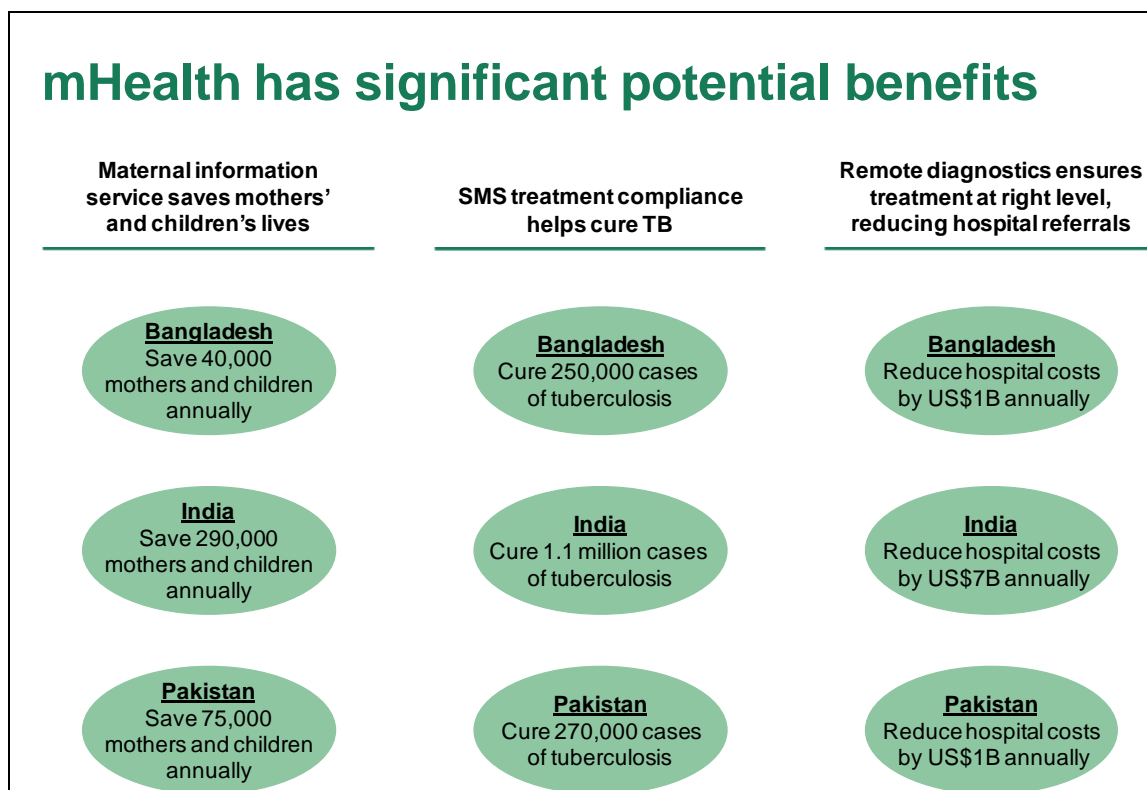 mHealth has significant potential benefits
Maternal information
service saves mothers’
and children’s lives
SMS treatment compliance
helps cure TB
Remote diagnostics ensures
treatment at right level,
reducing hospital referrals
Bangladesh
Save 40,000
mothers and children
annually
Bangladesh
Cure 250,000 cases
of tuberculosis
Bangladesh
Reduce hospital costs
by US$1B annually
India
Save 290,000
mothers and children
annually
India
Cure 1.1 million cases
of tuberculosis
India
Reduce hospital costs
by US$7B annually
Pakistan
Save 75,000
mothers and children
annually
Pakistan
Cure 270,000 cases
of tuberculosis
Pakistan
Reduce hospital costs
by US$1B annually